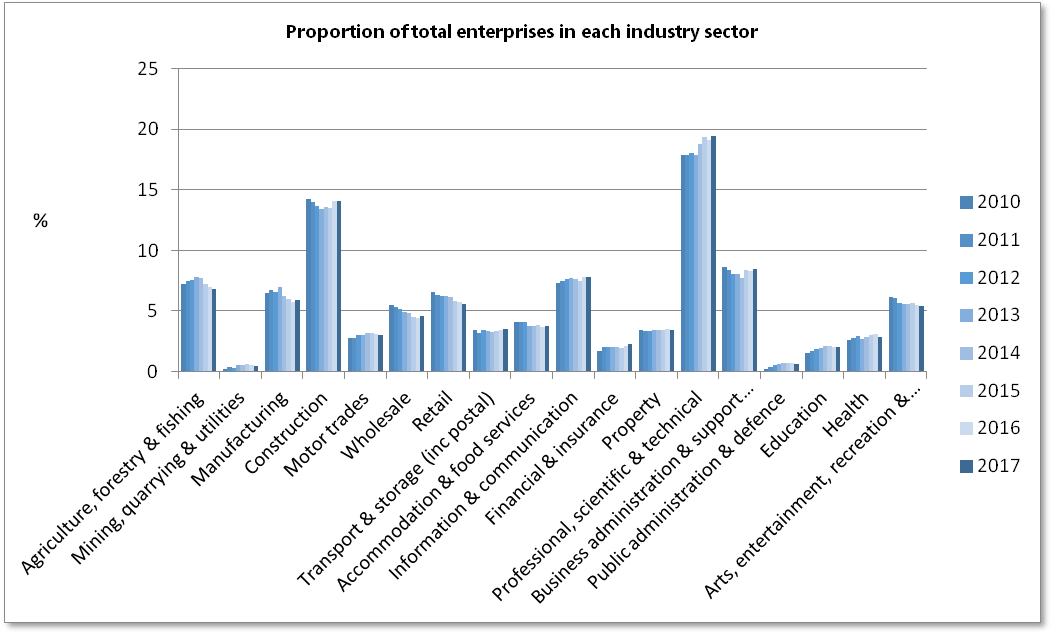 Proportion of total enterprises in each industry sector
25
20
15
10
5
0
%
Agriculture, forestry & fishing
Mining, quarrying & utilities
Manufacturing
Construction
Motor trades
Wholesale
Retail
Transport & storage (inc postal)
Accommodation & food services
Information & communication
Financial & insurance
Property
Professional, scientific & technical
Business administration & support...
Public administration & defence
Education
Health
Arts, entertainment, recreation &...
2010
2011
2012
2013
2014
2015
2016
2017